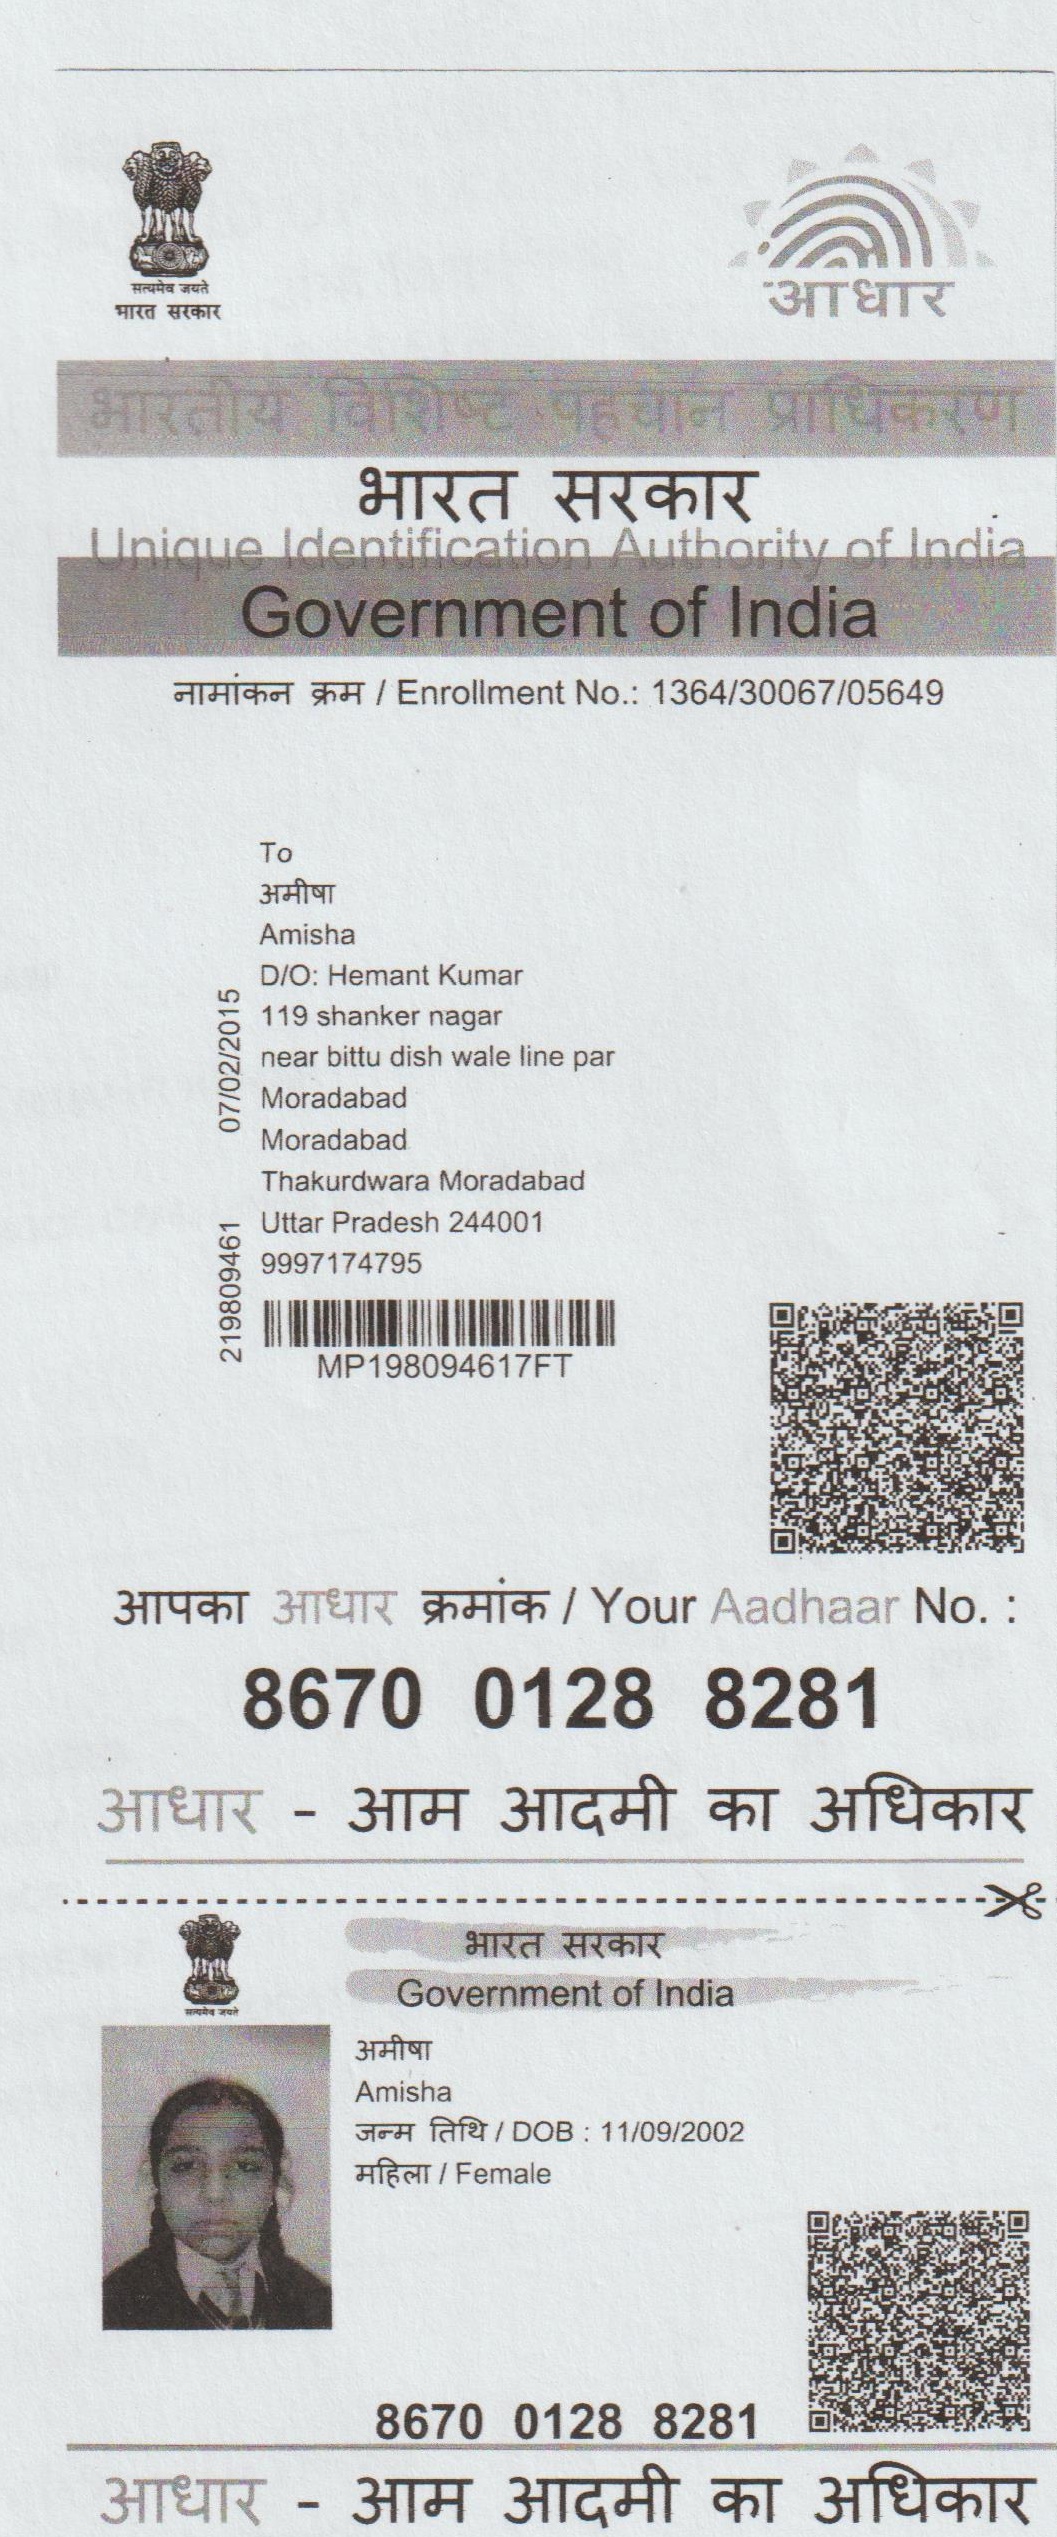 सत्यमेव जयते
भारत सरकार
आधार
भारतीय विशिष्ट पहचान प्राधिकरण
भारत सरकार
Unique Identification Authority of India
Government of India
नामांकन क्रम / Enrollment No.: 1364/30067/05649
To
अमीषा
Amisha
D/O: Hemant Kumar
119 shanker nagar
near bittu dish wale line par
Moradabad
Moradabad
Thakurdwara Moradabad
Uttar Pradesh 244001
9997174795
07/02/2015
219809461
MP198094617FT
आपका आधार क्रमांक / Your Aadhaar No. :
8670 0128 8281
आधार - आम आदमी का अधिकार
सत्यमेव जयते
भारत सरकार
Government of India
अमीषा
Amisha
जन्म तिथि / DOB : 11/09/2002
महिला / Female
8670 0128 8281
आधार - आम आदमी का अधिकार